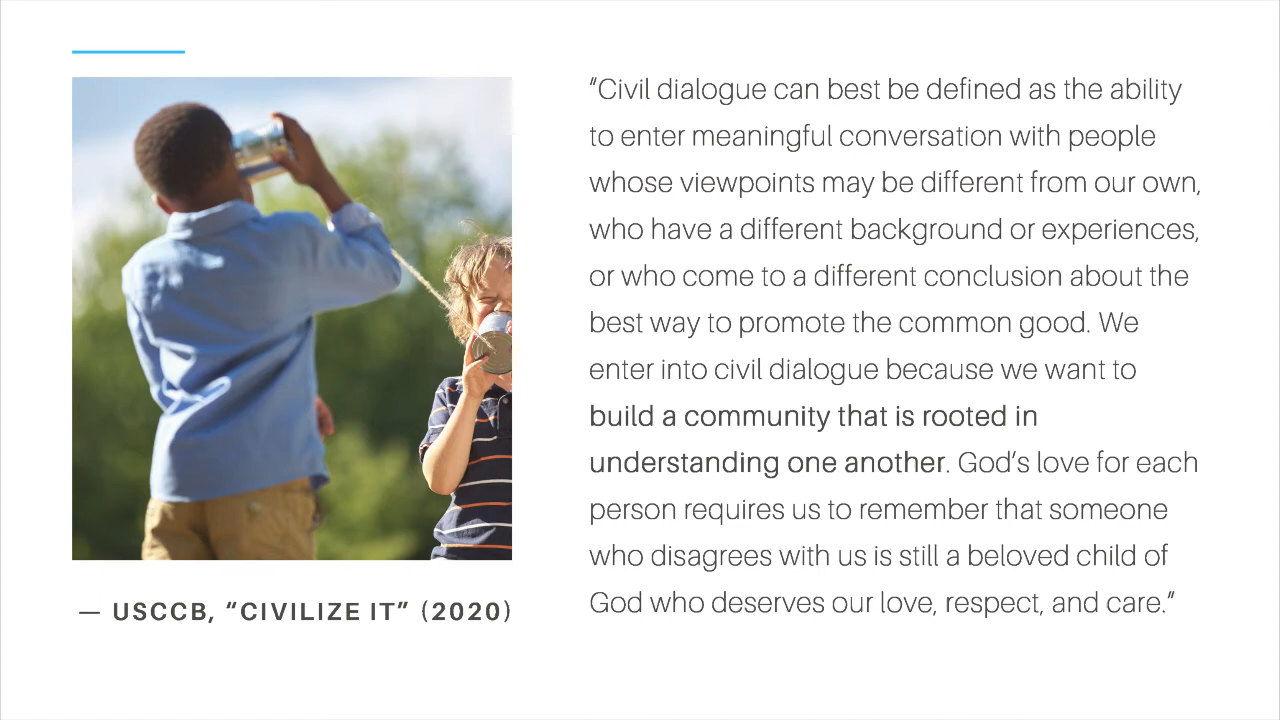 “Civil dialogue can best be defined as the ability
to enter meaningful conversation with people
whose viewpoints may be different from our own,
who have a different background or experiences,
or who come to a different conclusion about the
best way to promote the common good. We
enter into civil dialogue because we want to
build a community that is rooted in
understanding one another. God’s love for each
person requires us to remember that someone
who disagrees with us is still a beloved child of
God who deserves our love, respect, and care.”
— USCCB, “CIVILIZE IT” (2020)